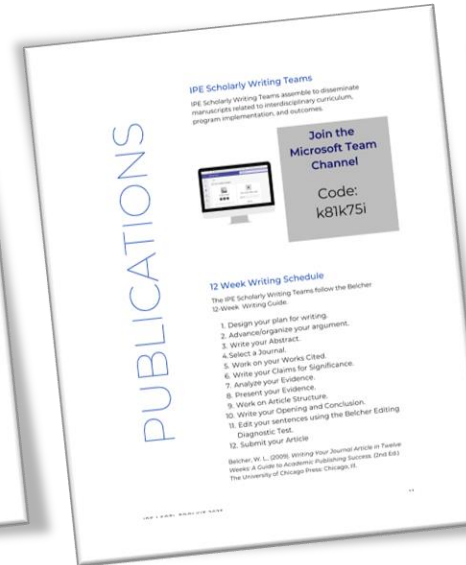 PUBLICATIONS
IPE Scholarly Writing Teams
IPE Scholarly Writing Teams assemble to disseminate
manuscripts related to interdisciplinary curriculum,
program implementation, and outcomes.
Join the
Microsoft Team
Channel
Code:
k81k75i
12 Week Writing Schedule
The IPE Scholarly Writing Teams follow the Belcher
12-Week Writing Guide.
1. Design your plan for writing.
2. Advance/organize your argument.
3. Write your Abstract.
4.Select a Journal.
5. Work on your Works Cited.
6. Write your Claims for Significance.
7. Analyze your Evidence.
8. Present your Evidence.
9. Work on Article Structure.
10. Write your Opening and Conclusion.
11. Edit your sentences using the Belcher Editing
Diagnostic Test.
12. Submit your Article
Belcher, W. L. (2009). Writing Your Journal Article in Twelve
Weeks: A Guide to Academic Publishing Success. (2nd Ed.)
The University of Chicago Press: Chicago, Ill.